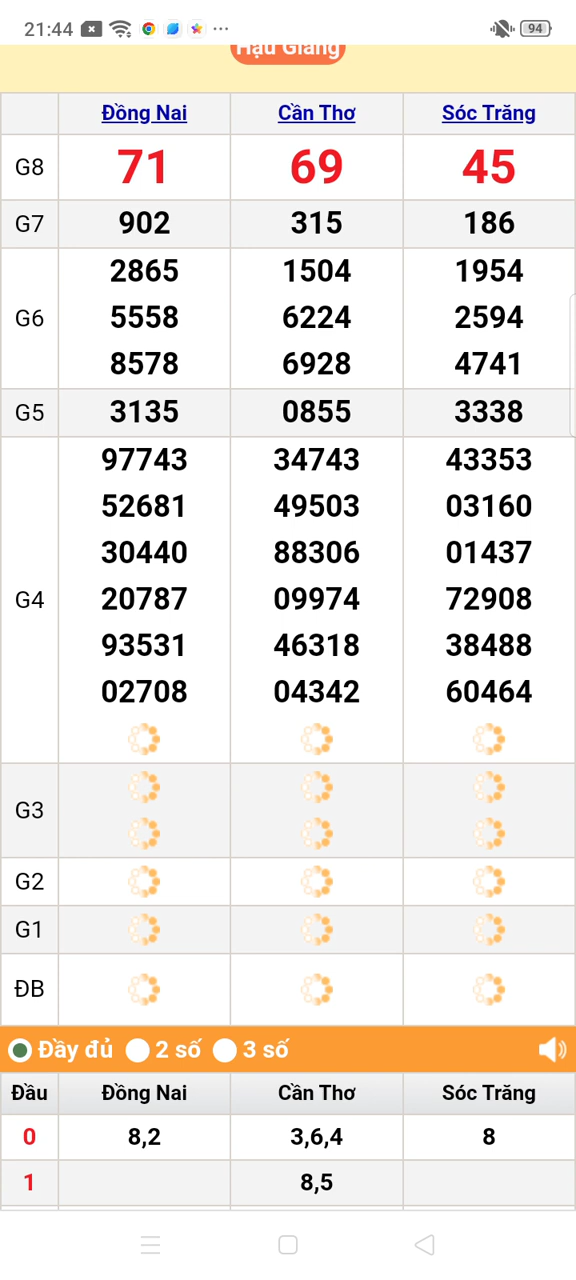 21:44 94
Hậu Giang
Đồng Nai Cần Thơ Sóc Trăng
G8 71 69 45
G7 902 315 186
2865 1504 1954
G6 5558 6224 2594
8578 6928 4741
G5 3135 0855 3338
97743 34743 43353
52681 49503 03160
30440 88306 01437
G4 20787 09974 72908
93531 46318 38488
02708 04342 60464
G3
G2
G1
ĐB
Đầy đủ 2 số 3 số
Đầu Đồng Nai Cần Thơ Sóc Trăng
0 8,2 3,6,4 8
1 8,5